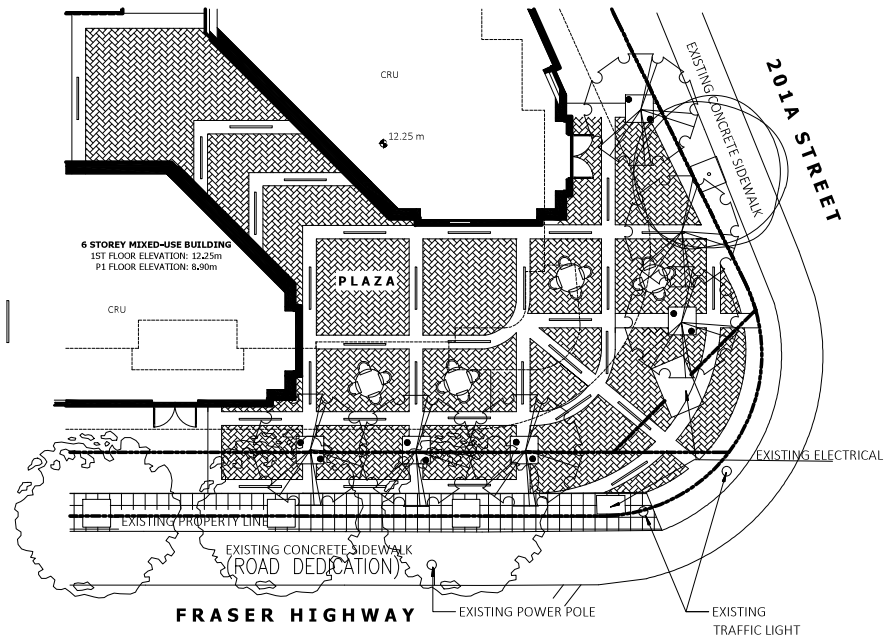 CRU
12.25 m
EXISTING CONCRETE SIDEWALK
201A STREET
6 STOREY MIXED-USE BUILDING
1ST FLOOR ELEVATION: 12.25m
P1 FLOOR ELEVATION: 8.90m
PLAZA
CRU
EXISTING ELECTRICAL
EXISTING PROPERTY LINE
EXISTING CONCRETE SIDEWALK
(ROAD DEDICATION)
FRASER HIGHWAY
EXISTING POWER POLE
EXISTING
TRAFFIC LIGHT